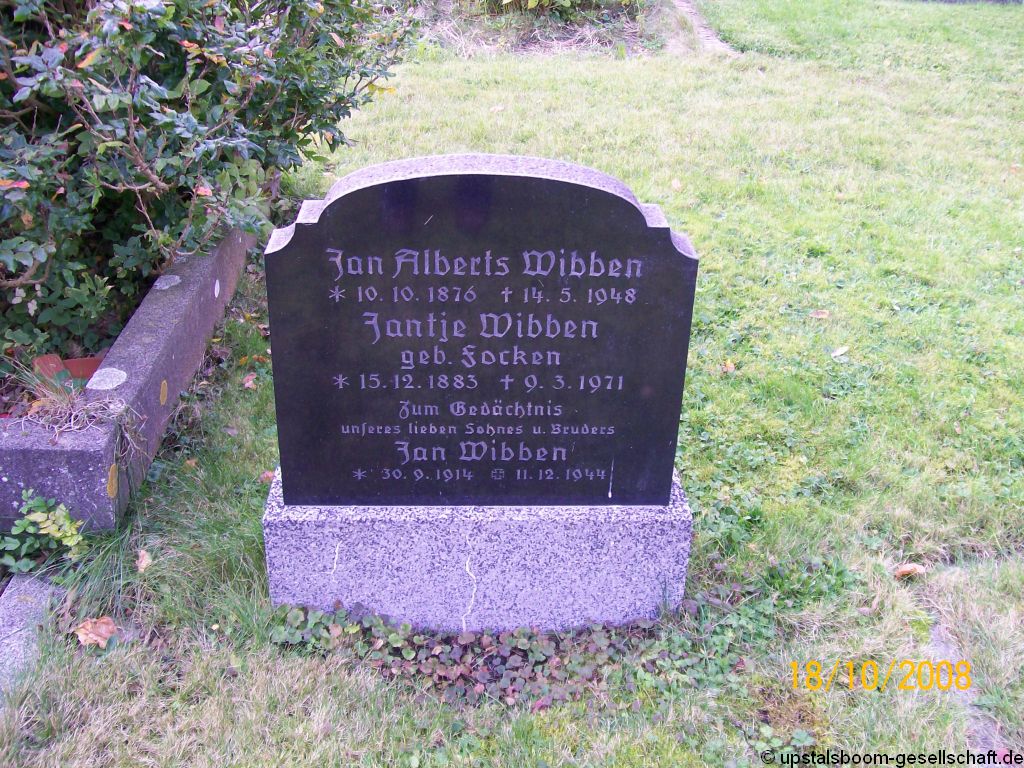 Jan Alberts Wibben
* 10. 10. 1876 † 14. 5. 1948
Jantje Wibben
geb. Focken
* 15. 12. 1883 † 9. 3. 1971
Zum Gedächtnis
unseres lieben Sohnes u. Bruders
Jan Wibben
* 30. 9. 1914 ✠ 11. 12. 1944
18/10/2008
© upstalsboom-gesellschaft.de